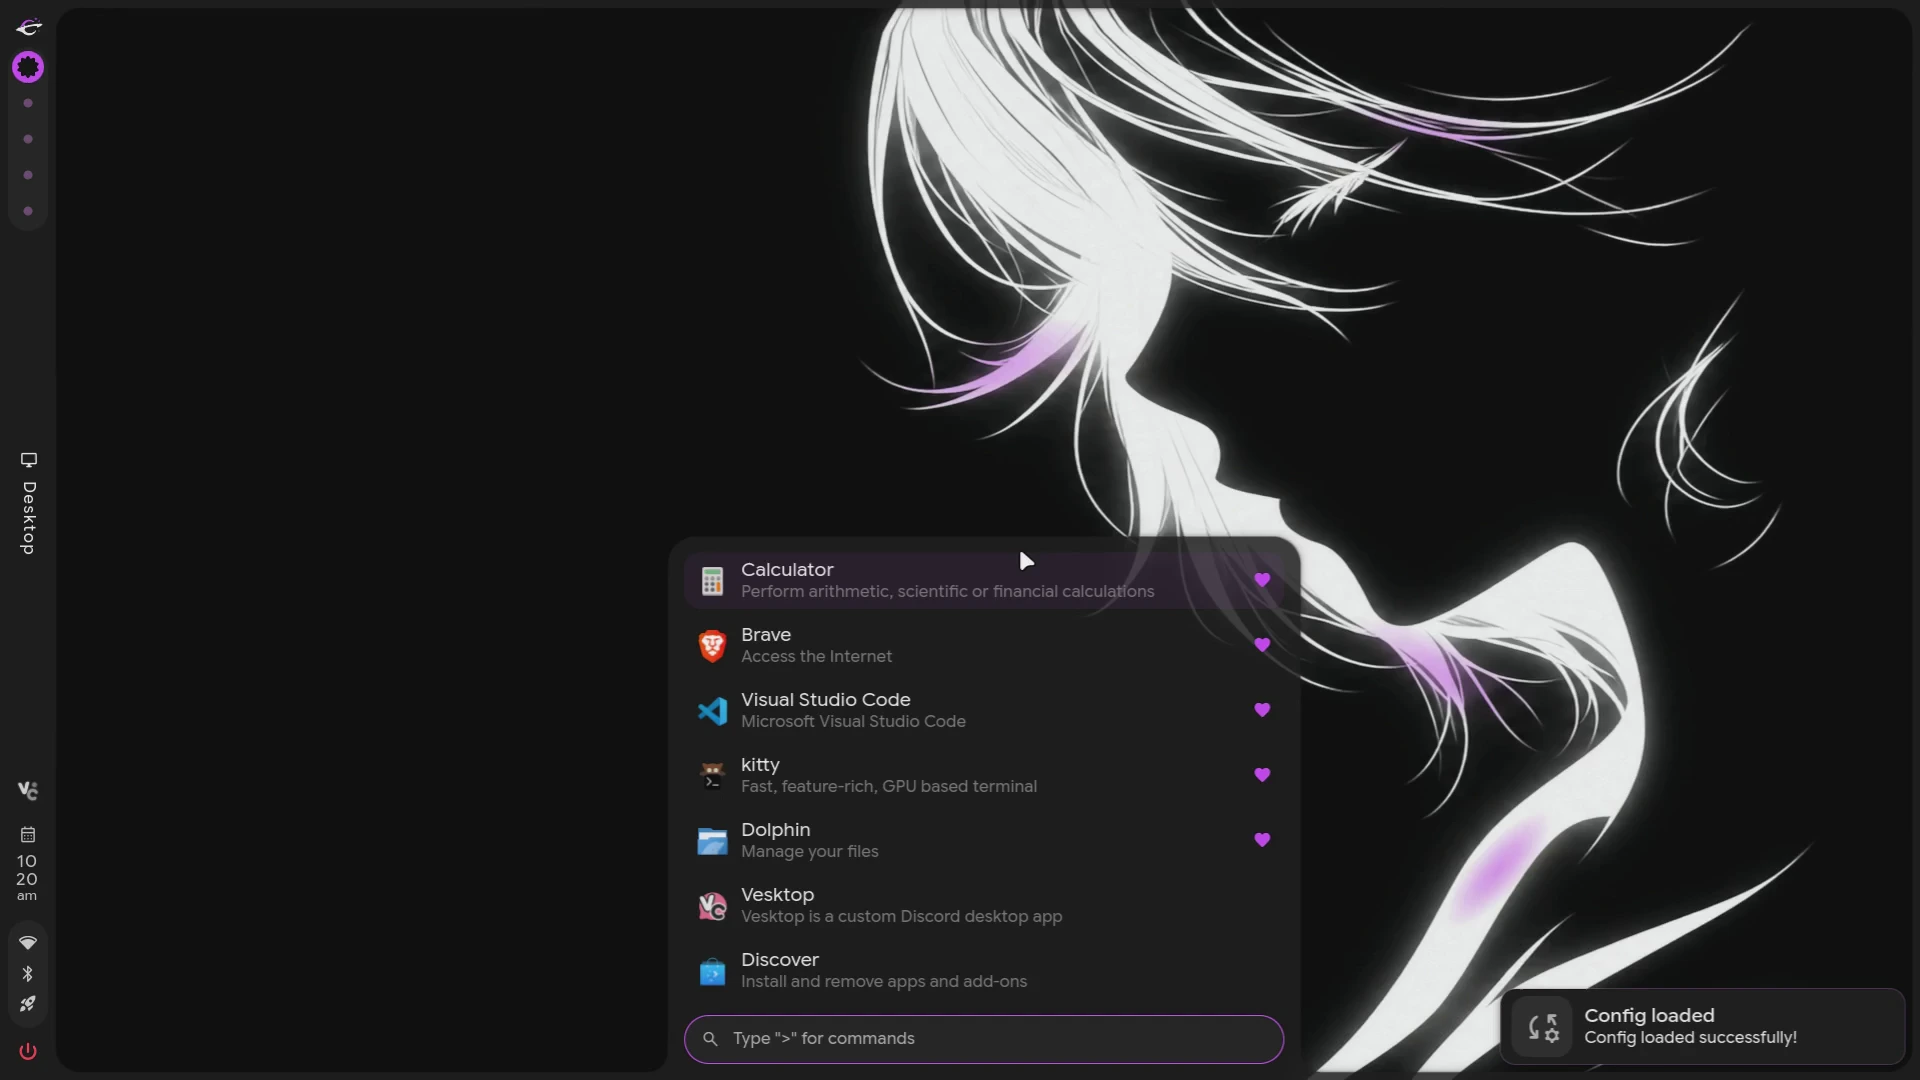 Desktop
10
20
am
Calculator
Perform arithmetic, scientific or financial calculations
Brave
Access the Internet
Visual Studio Code
Microsoft Visual Studio Code
kitty
Fast, feature-rich, GPU based terminal
Dolphin
Manage your files
Vesktop
Vesktop is a custom Discord desktop app
Discover
Install and remove apps and add-ons
Type ">" for commands
Config loaded
Config loaded successfully!